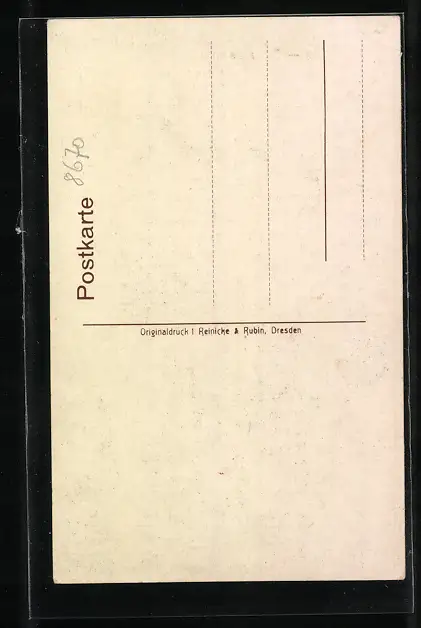 Postkarte
8670
Originaldruck ! Reinicke & Rubin, Dresden